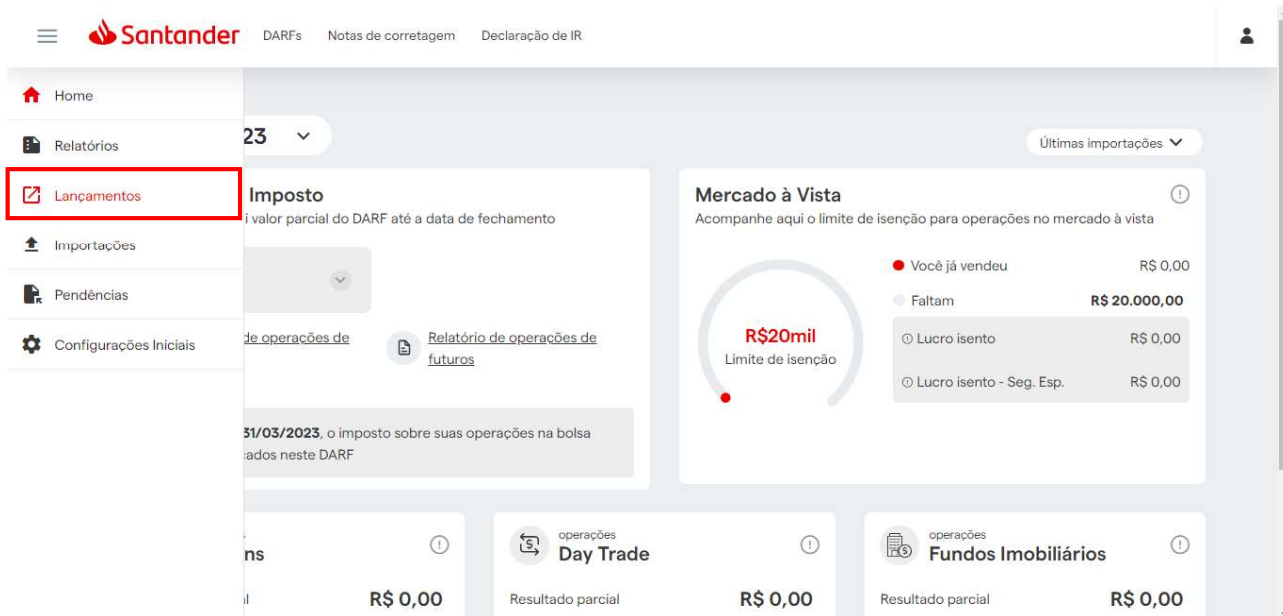 Santander DARFs Notas de corretagem Declaração de IR
Home
Relatórios
Lançamentos
Importações
Pendências
Configurações Iniciais
23
Últimas importações
Imposto
i valor parcial do DARF até a data de fechamento
de operações de
Relatório de operações de
futuros
31/03/2023, o imposto sobre suas operações na bolsa
cados neste DARF
Mercado à Vista
Acompanhe aqui o limite de isenção para operações no mercado à vista
R$20mil
Limite de isenção
Você já vendeu R$ 0,00
Faltam R$ 20.000,00
Lucro isento R$ 0,00
Lucro isento - Seg. Esp. R$ 0,00
ns
R$ 0,00
operações
Day Trade
Resultado parcial R$ 0,00
operações
Fundos Imobiliários
Resultado parcial R$ 0,00